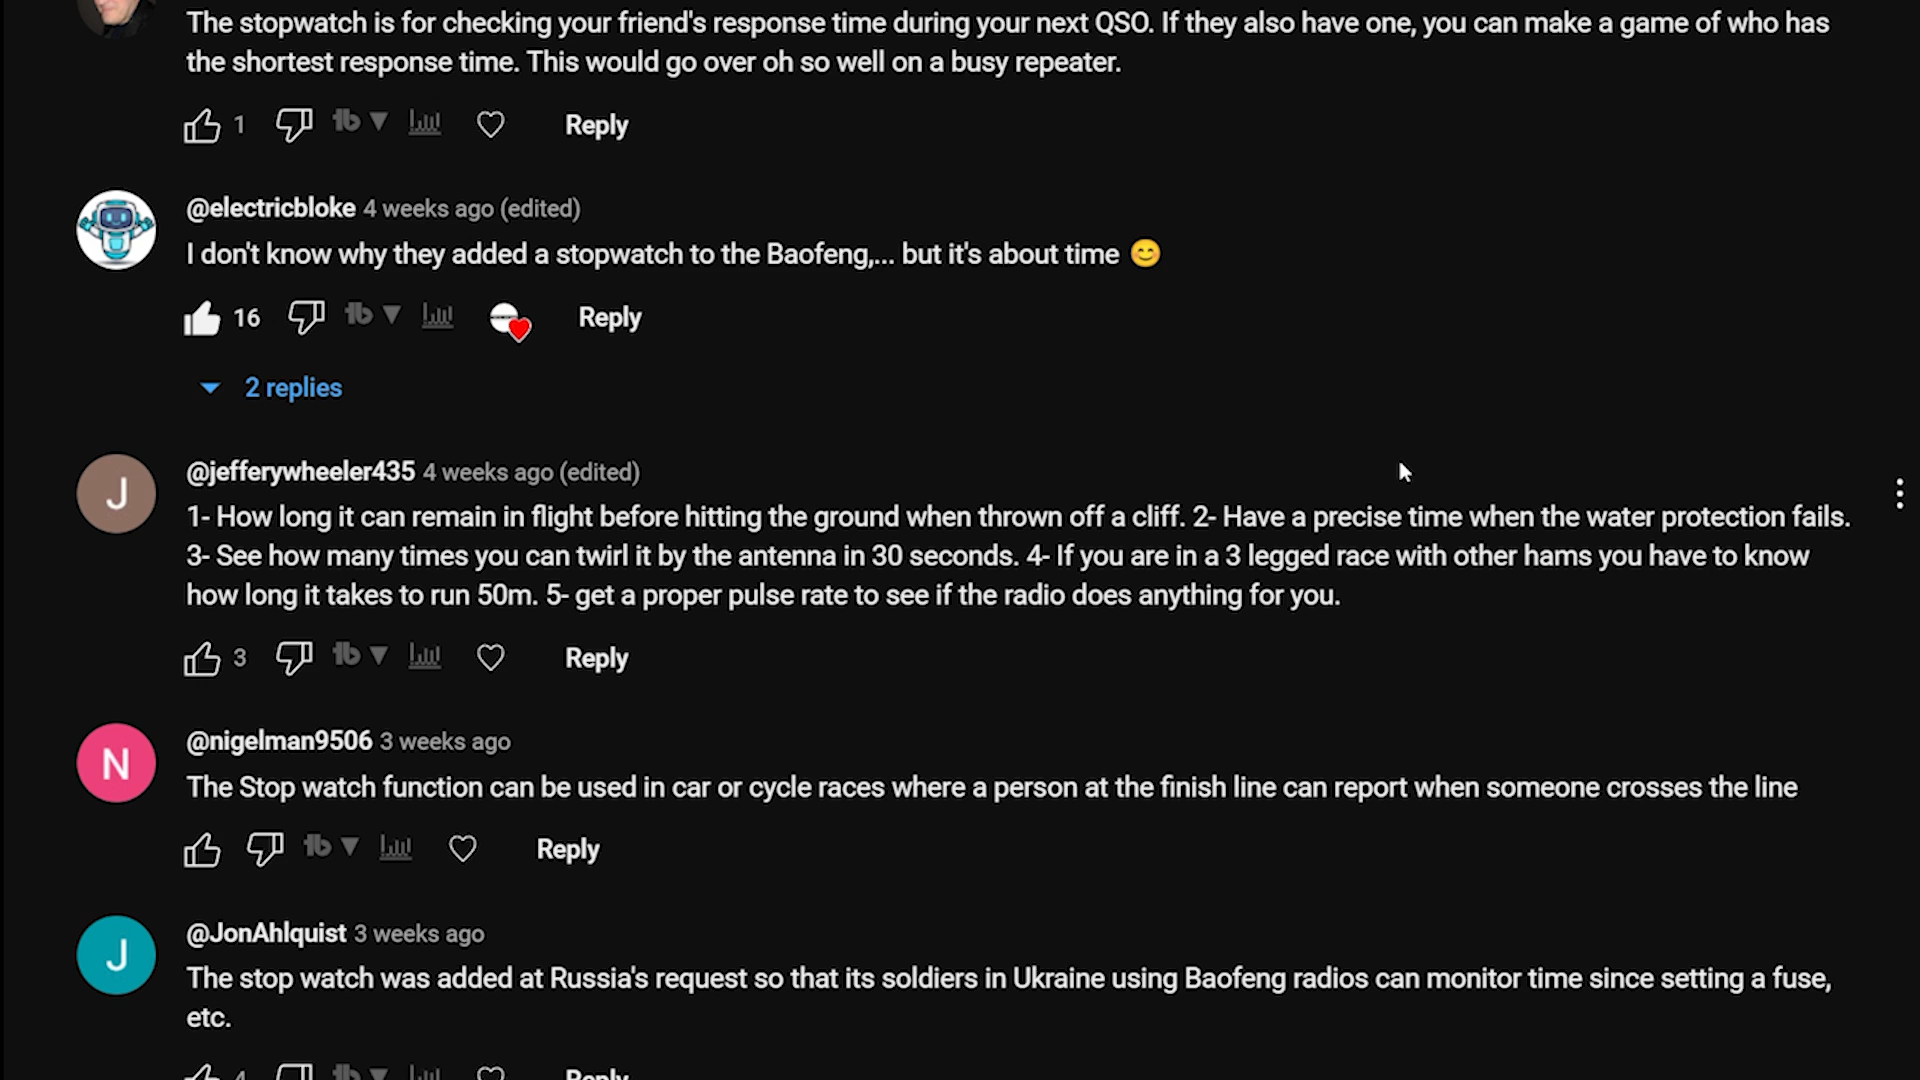 The stopwatch is for checking your friend's response time during your next QSO. If they also have one, you can make a game of who has
the shortest response time. This would go over oh so well on a busy repeater.
1 Reply
@electricbloke 4 weeks ago (edited)
I don't know why they added a stopwatch to the Baofeng,... but it's about time 😊
16 Reply
2 replies
J
@jefferywheeler435 4 weeks ago (edited)
1- How long it can remain in flight before hitting the ground when thrown off a cliff. 2- Have a precise time when the water protection fails.
3- See how many times you can twirl it by the antenna in 30 seconds. 4- If you are in a 3 legged race with other hams you have to know
how long it takes to run 50m. 5- get a proper pulse rate to see if the radio does anything for you.
3 Reply
N
@nigelman9506 3 weeks ago
The Stop watch function can be used in car or cycle races where a person at the finish line can report when someone crosses the line
Reply
J
@JonAhlquist 3 weeks ago
The stop watch was added at Russia's request so that its soldiers in Ukraine using Baofeng radios can monitor time since setting a fuse,
etc.
4 Reply